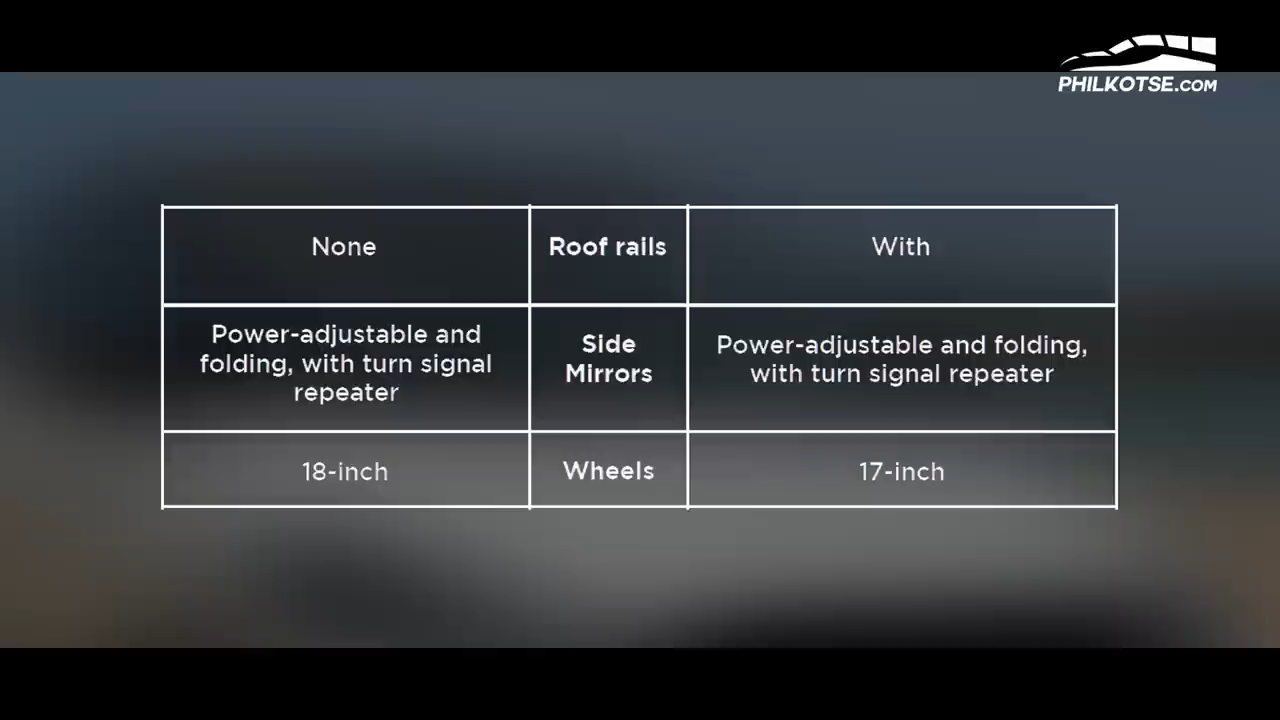 PHILKOTSE.COM
None
Roof rails
With
Power-adjustable and
folding, with turn signal
repeater
Side
Mirrors
Power-adjustable and folding,
with turn signal repeater
18-inch
Wheels
17-inch